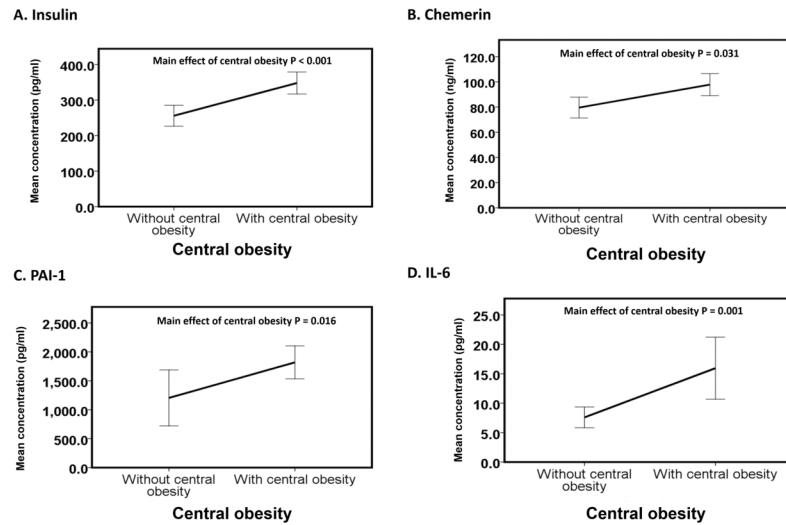 A. Insulin
Main effect of central obesity P < 0.001
Mean concentration (pg/ml)
400.0
300.0
200.0
100.0
0.0
Without central
obesity
With central obesity
Central obesity
B. Chemerin
Main effect of central obesity P = 0.031
Mean concentration (ng/ml)
120.0
100.0
80.0
60.0
40.0
20.0
0.0
Without central
obesity
With central obesity
Central obesity
C. PAI-1
Main effect of central obesity P = 0.016
Mean concentration (pg/ml)
2,500.0
2,000.0
1,500.0
1,000.0
500.0
0.0
Without central
obesity
With central obesity
Central obesity
D. IL-6
Main effect of central obesity P = 0.001
Mean concentration (pg/ml)
25.0
20.0
15.0
10.0
5.0
0.0
Without central
obesity
With central obesity
Central obesity